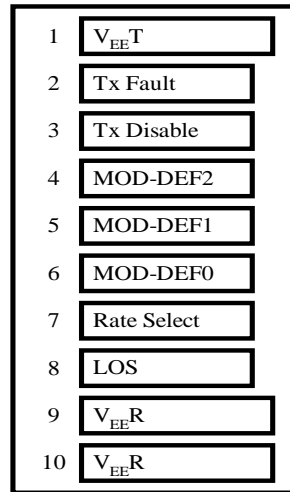 1 VEET
2 Tx Fault
3 Tx Disable
4 MOD-DEF2
5 MOD-DEF1
6 MOD-DEF0
7 Rate Select
8 LOS
9 VEER
10 VEER